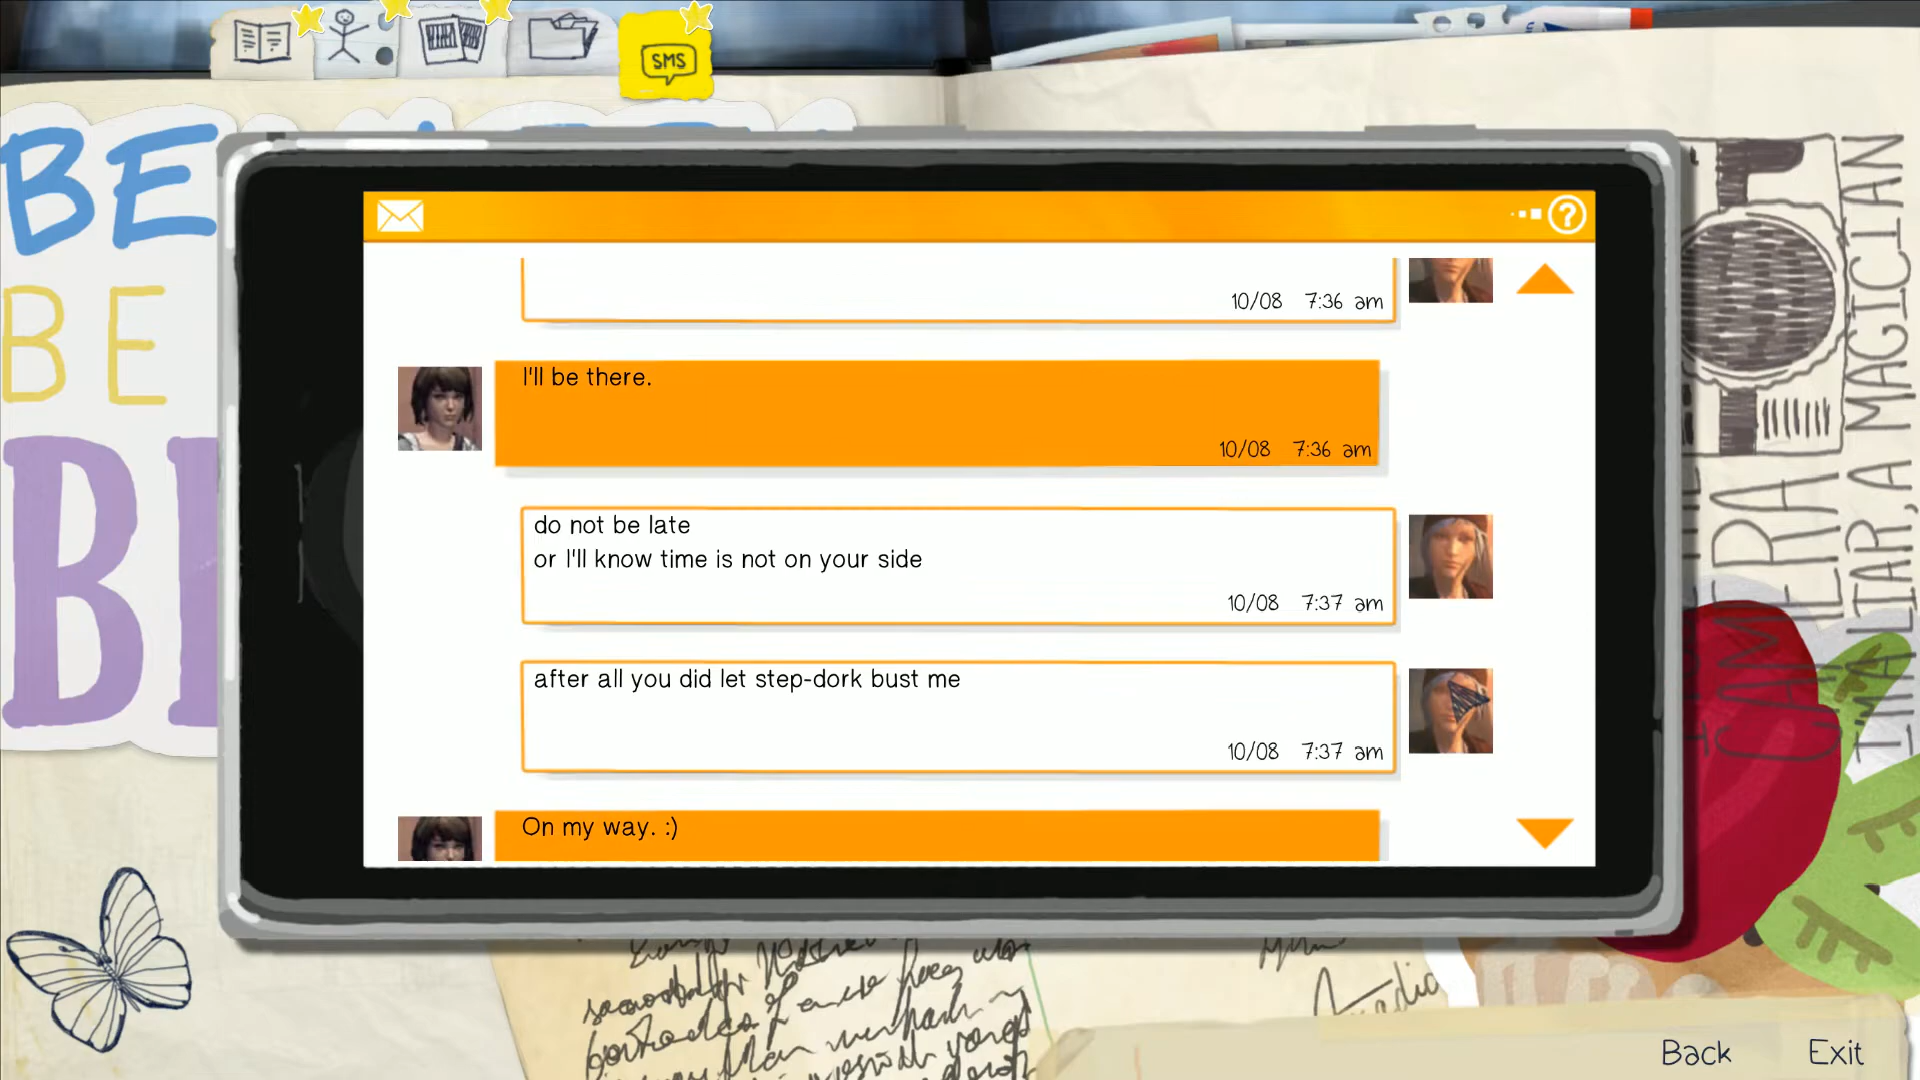 SMS
BE
BE
10/08 7:36 am
I'll be there.
10/08 7:36 am
do not be late
or I'll know time is not on your side
10/08 7:37 am
after all you did let step-dork bust me
10/08 7:37 am
On my way. :)
CAMERA
A MAGICIAN
Back Exit